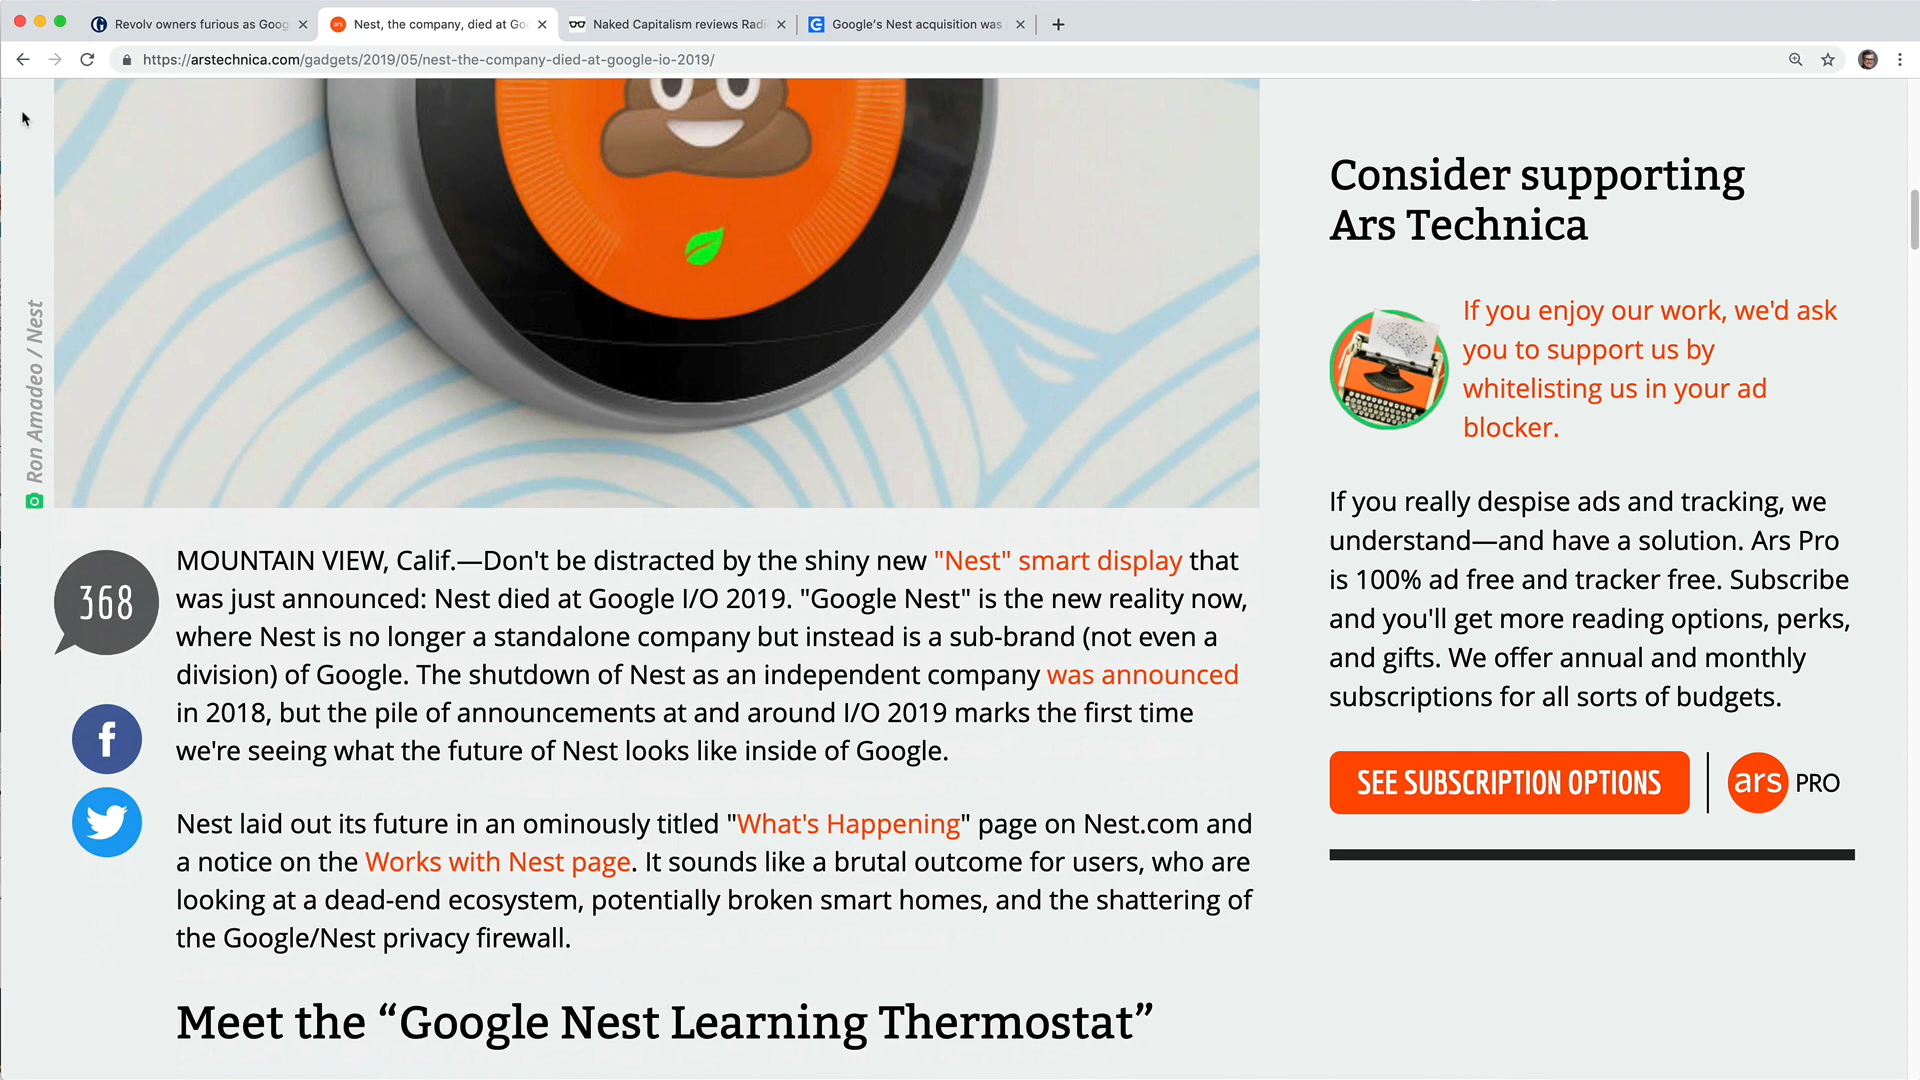 Revolv owners furious as Goog
Nest, the company, died at Go
Naked Capitalism reviews Radi
Google's Nest acquisition was
https://arstechnica.com/gadgets/2019/05/nest-the-company-died-at-google-io-2019/
Ron Amadeo / Nest
368
MOUNTAIN VIEW, Calif.—Don't be distracted by the shiny new "Nest" smart display that
was just announced: Nest died at Google I/O 2019. "Google Nest" is the new reality now,
where Nest is no longer a standalone company but instead is a sub-brand (not even a
division) of Google. The shutdown of Nest as an independent company was announced
in 2018, but the pile of announcements at and around I/O 2019 marks the first time
we're seeing what the future of Nest looks like inside of Google.
Nest laid out its future in an ominously titled "What's Happening" page on Nest.com and
a notice on the Works with Nest page. It sounds like a brutal outcome for users, who are
looking at a dead-end ecosystem, potentially broken smart homes, and the shattering of
the Google/Nest privacy firewall.
Meet the “Google Nest Learning Thermostat”
Consider supporting
Ars Technica
If you enjoy our work, we'd ask
you to support us by
whitelisting us in your ad
blocker.
If you really despise ads and tracking, we
understand—and have a solution. Ars Pro
is 100% ad free and tracker free. Subscribe
and you'll get more reading options, perks,
and gifts. We offer annual and monthly
subscriptions for all sorts of budgets.
SEE SUBSCRIPTION OPTIONS
ars PRO